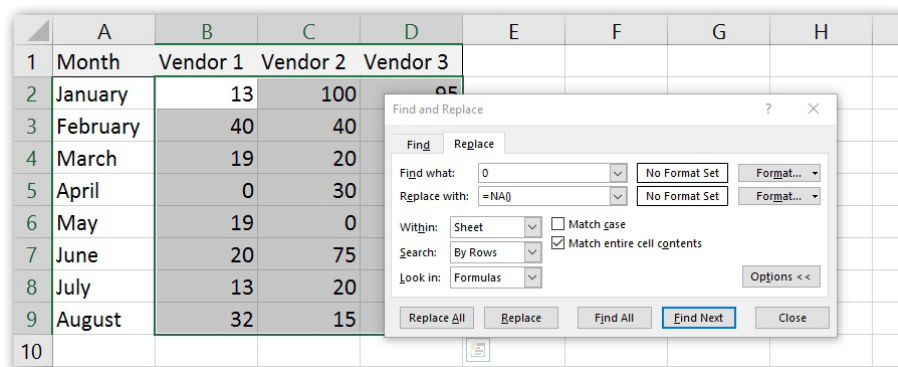 A B C D E F G H
1 Month Vendor 1 Vendor 2 Vendor 3
2 January 13 100 95
3 February 40 40
4 March 19 20
5 April 0 30
6 May 19 0
7 June 20 75
8 July 13 20
9 August 32 15
10
Find and Replace ? ×
Find Replace
Find what: 0 No Format Set Format...
Replace with: =NA() No Format Set Format...
Within: Sheet Match case
Match entire cell contents
Search: By Rows
Look in: Formulas Options <<
Replace All Replace Find All Find Next Close